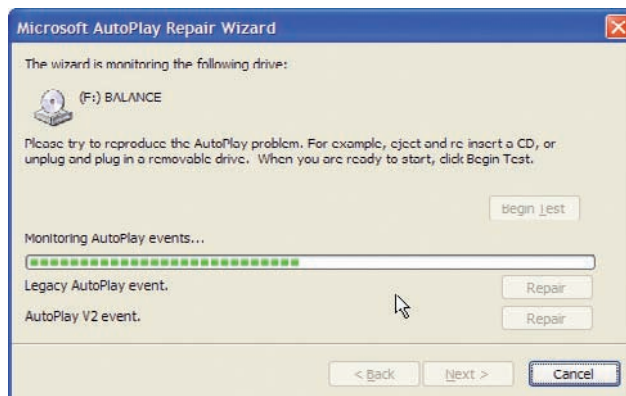 Microsoft AutoPlay Repair Wizard
The wizard is monitoring the following drive:
(F:) BALANCE
Please try to reproduce the AutoPlay problem. For example, eject and re insert a CD, or
unplug and plug in a removable drive. When you are ready to start, click Begin Test.
Begin Test
Monitoring AutoPlay events...
Legacy AutoPlay event.
Repair
AutoPlay V2 event.
Repair
< Back
Next >
Cancel